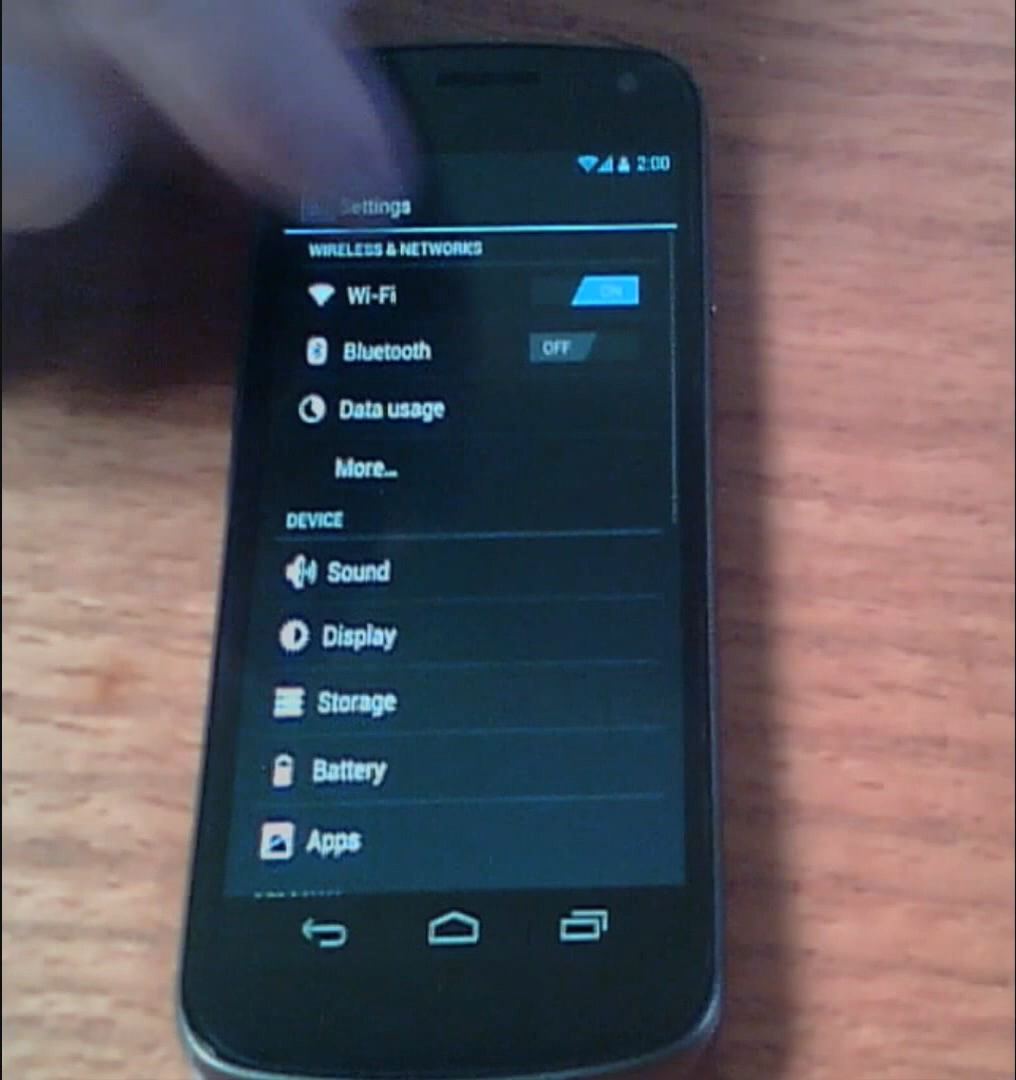 2:00
Settings
WIRELESS & NETWORKS
Wi-Fi ON
Bluetooth OFF
Data usage
More...
DEVICE
Sound
Display
Storage
Battery
Apps